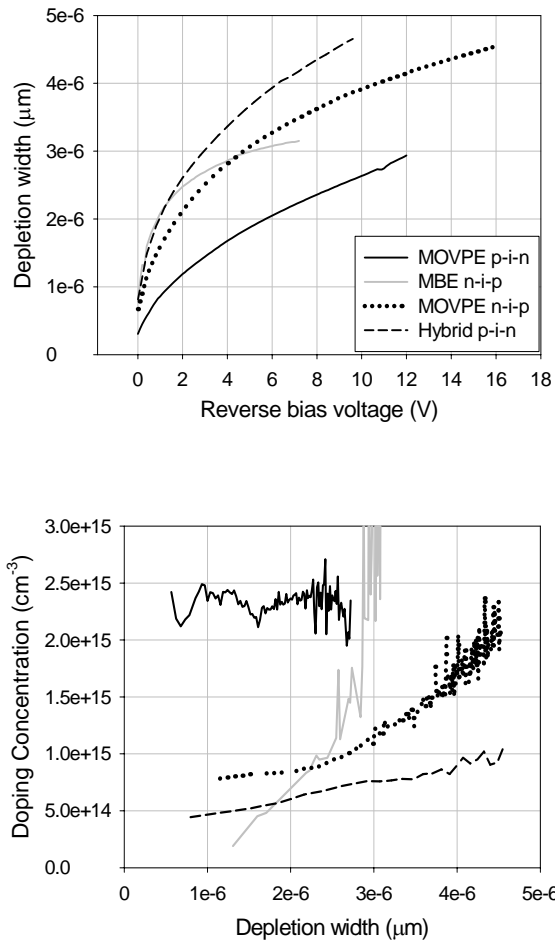 5e-6
4e-6
3e-6
2e-6
1e-6
0
Depletion width (μm)
0 2 4 6 8 10 12 14 16 18
Reverse bias voltage (V)
MOVPE p-i-n
MBE n-i-p
MOVPE n-i-p
Hybrid p-i-n
3.0e+15
2.5e+15
2.0e+15
1.5e+15
1.0e+15
5.0e+14
0.0
Doping Concentration (cm-3)
0 1e-6 2e-6 3e-6 4e-6 5e-6
Depletion width (μm)